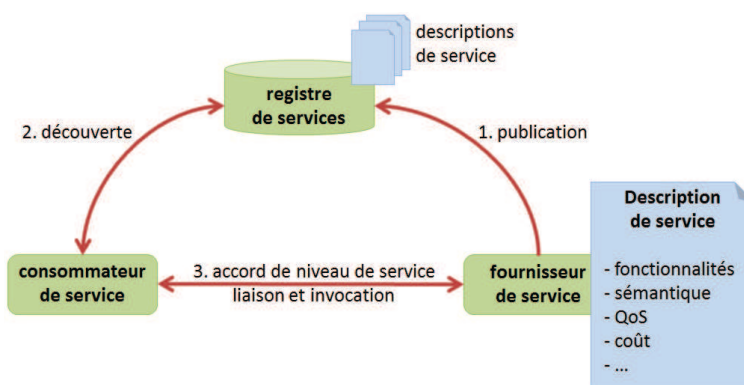 descriptions
de service
registre
de services
2. découverte
1. publication
consommateur
de service
3. accord de niveau de service
liaison et invocation
fournisseur
de service
Description
de service
- fonctionnalités
- sémantique
- QoS
- coût
- ...